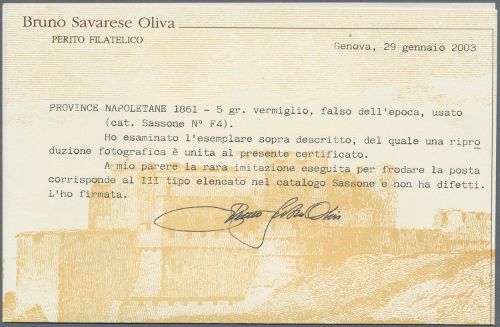 Bruno Savarese Oliva
PERITO FILATELICO
Genova, 29 gennaio 2003
PROVINCE NAPOLETANE 1861 - 5 gr. vermiglio, falso dell'epoca, usato
(cat. Sassone N° F4).
Ho esaminato l'esemplare sopra descritto, del quale una ripro
duzione fotografica è unita al presente certificato.
A mio parere la rara imitazione eseguita per frodare la posta
corrisponde al III tipo elencato nel catalogo Sassone e non ha difetti.
L'ho firmata.